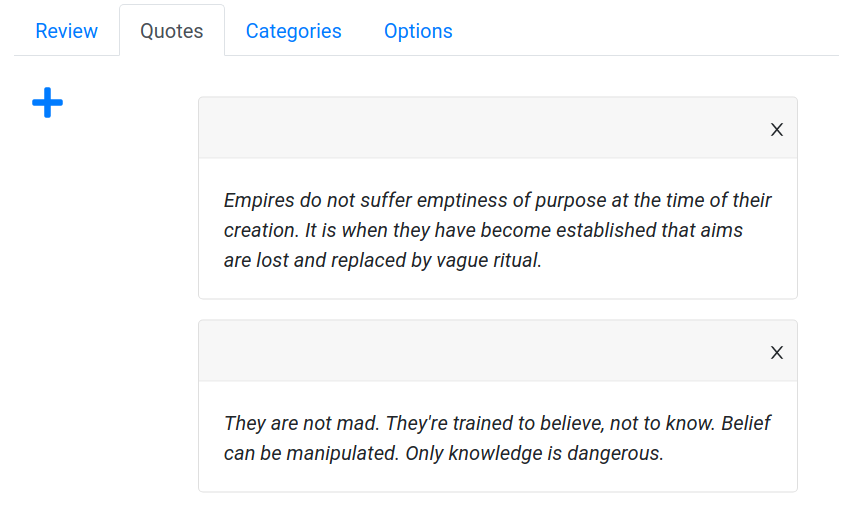 Review Quotes Categories Options
X
Empires do not suffer emptiness of purpose at the time of their
creation. It is when they have become established that aims
are lost and replaced by vague ritual.
X
They are not mad. They're trained to believe, not to know. Belief
can be manipulated. Only knowledge is dangerous.